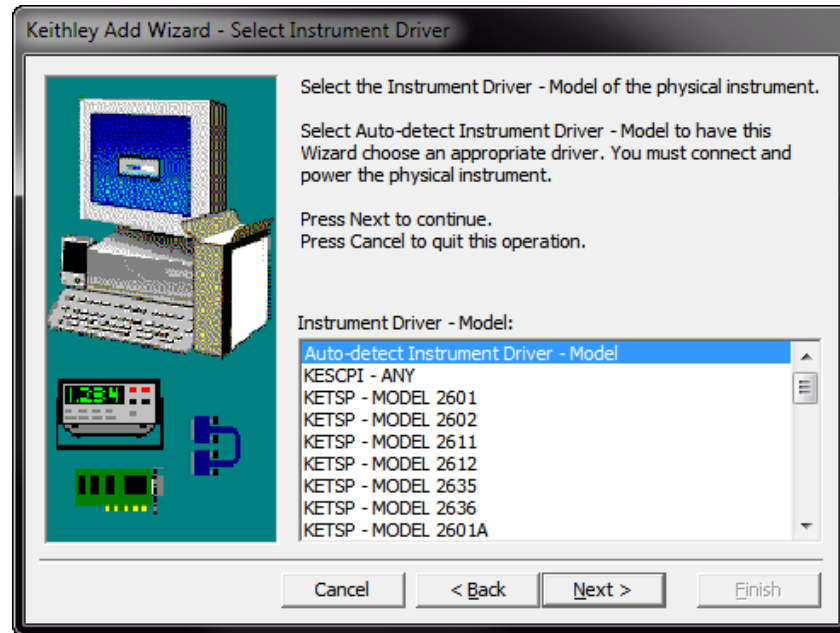 Keithley Add Wizard - Select Instrument Driver
Select the Instrument Driver - Model of the physical instrument.
Select Auto-detect Instrument Driver - Model to have this
Wizard choose an appropriate driver. You must connect and
power the physical instrument.
Press Next to continue.
Press Cancel to quit this operation.
Instrument Driver - Model:
Auto-detect Instrument Driver - Model
KESCPI - ANY
KETSP - MODEL 2601
KETSP - MODEL 2602
KETSP - MODEL 2611
KETSP - MODEL 2612
KETSP - MODEL 2635
KETSP - MODEL 2636
KETSP - MODEL 2601A
1.234
Cancel
< Back
Next >
Finish